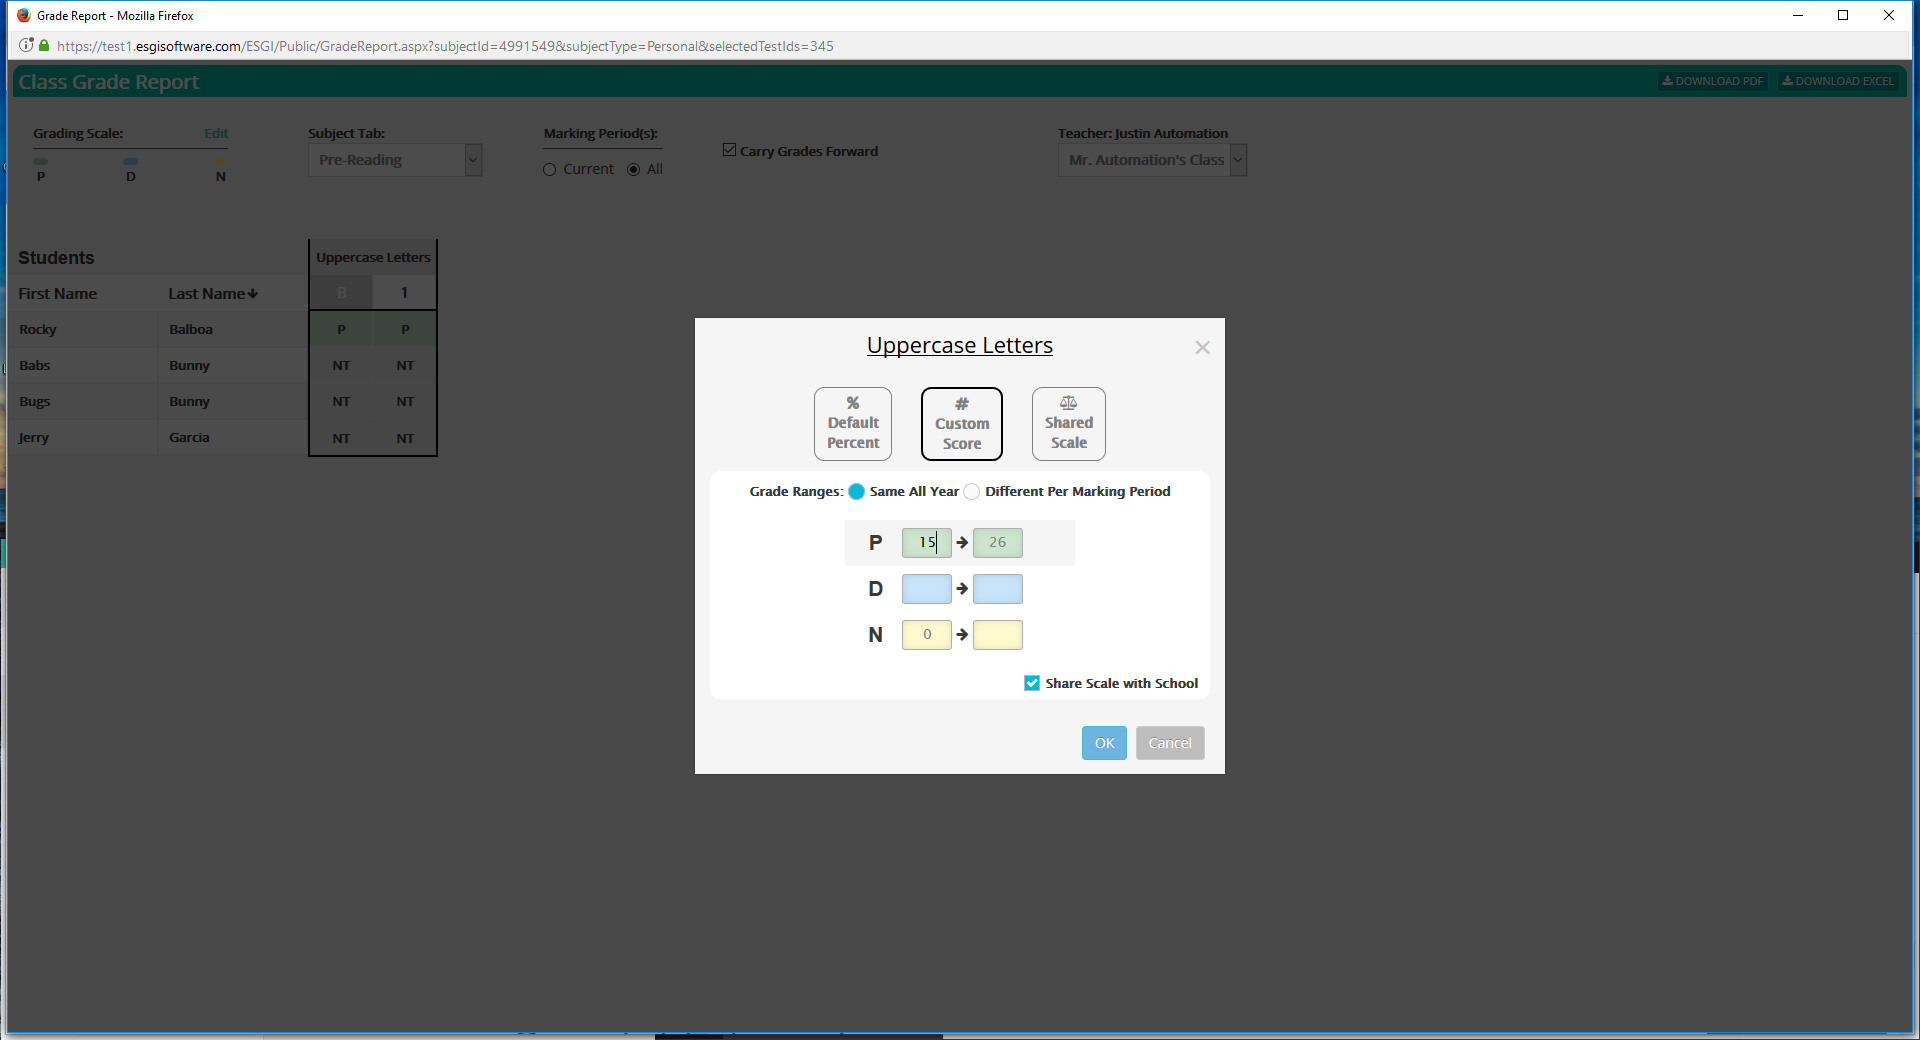 Grade Report - Mozilla Firefox
https://test1.esgisoftware.com/ESGI/Public/GradeReport.aspx?subjectId=4991549&subjectType=Personal&selectedTestIds=345
Class Grade Report
DOWNLOAD PDF DOWNLOAD EXCEL
Grading Scale: Edit
P D N
Subject Tab:
Pre-Reading
Marking Period(s):
Current All
Carry Grades Forward
Teacher: Justin Automation
Mr. Automation's Class
Students Uppercase Letters
First Name Last Name B 1
Rocky Balboa P P
Babs Bunny NT NT
Bugs Bunny NT NT
Jerry Garcia NT NT
Uppercase Letters
%
Default
Percent
#
Custom
Score
Shared
Scale
Grade Ranges: Same All Year Different Per Marking Period
P 15 26
D
N 0
Share Scale with School
OK Cancel